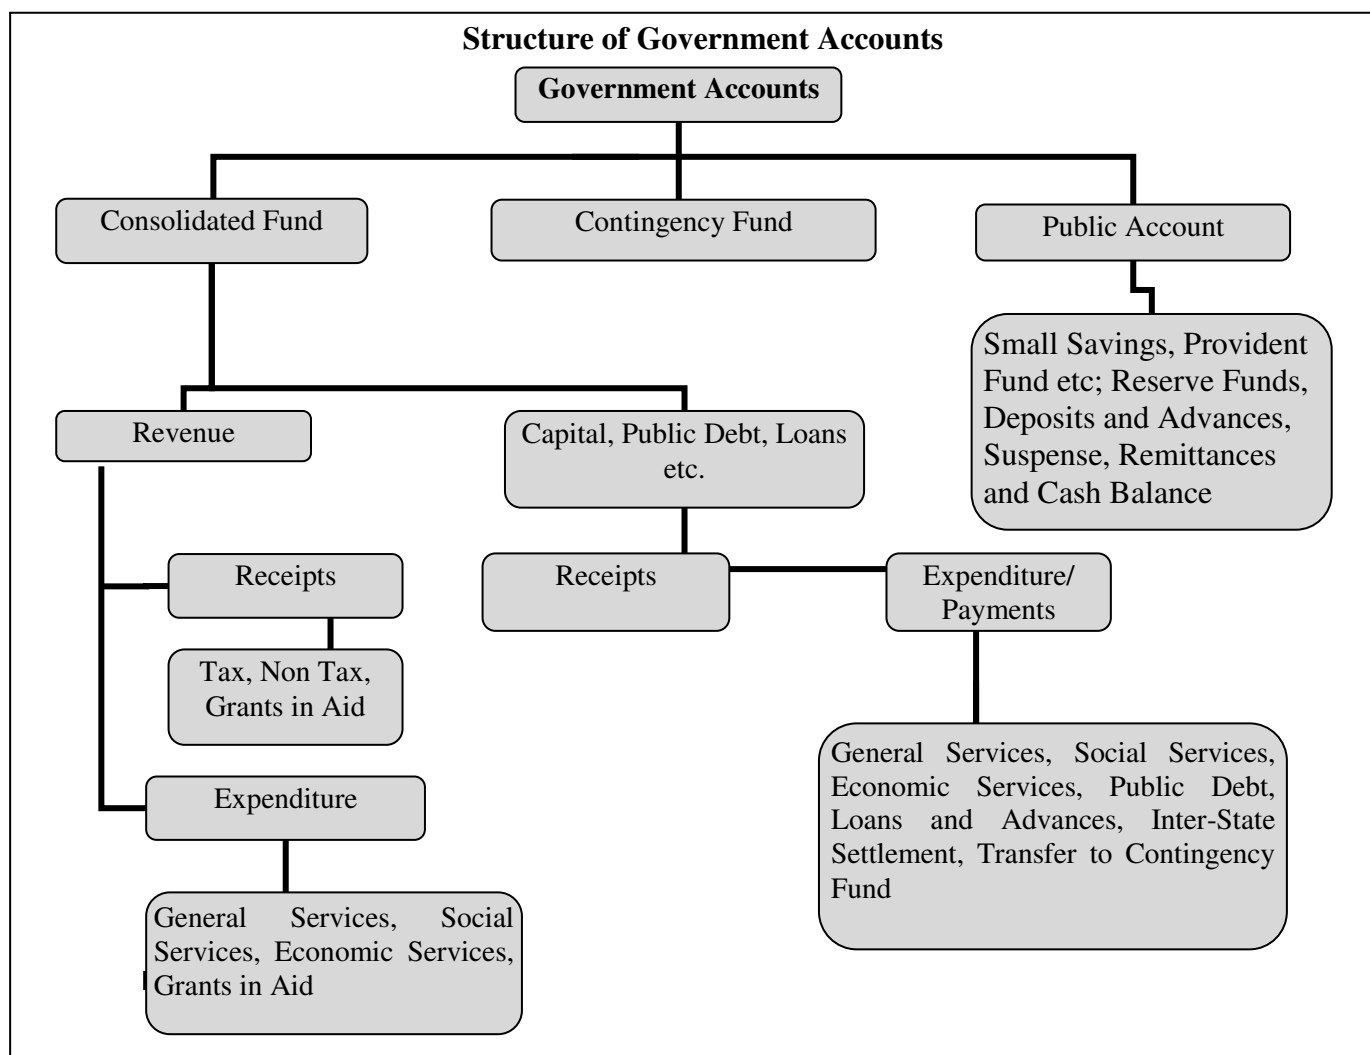 Structure of Government Accounts
Government Accounts
Consolidated Fund
Contingency Fund
Public Account
Small Savings, Provident
Fund etc; Reserve Funds,
Deposits and Advances,
Suspense, Remittances
and Cash Balance
Revenue
Capital, Public Debt, Loans
etc.
Receipts
Receipts
Expenditure/
Payments
Tax, Non Tax,
Grants in Aid
General Services, Social Services,
Economic Services, Public Debt,
Loans and Advances, Inter-State
Settlement, Transfer to Contingency
Fund
Expenditure
General Services, Social
Services, Economic Services,
Grants in Aid